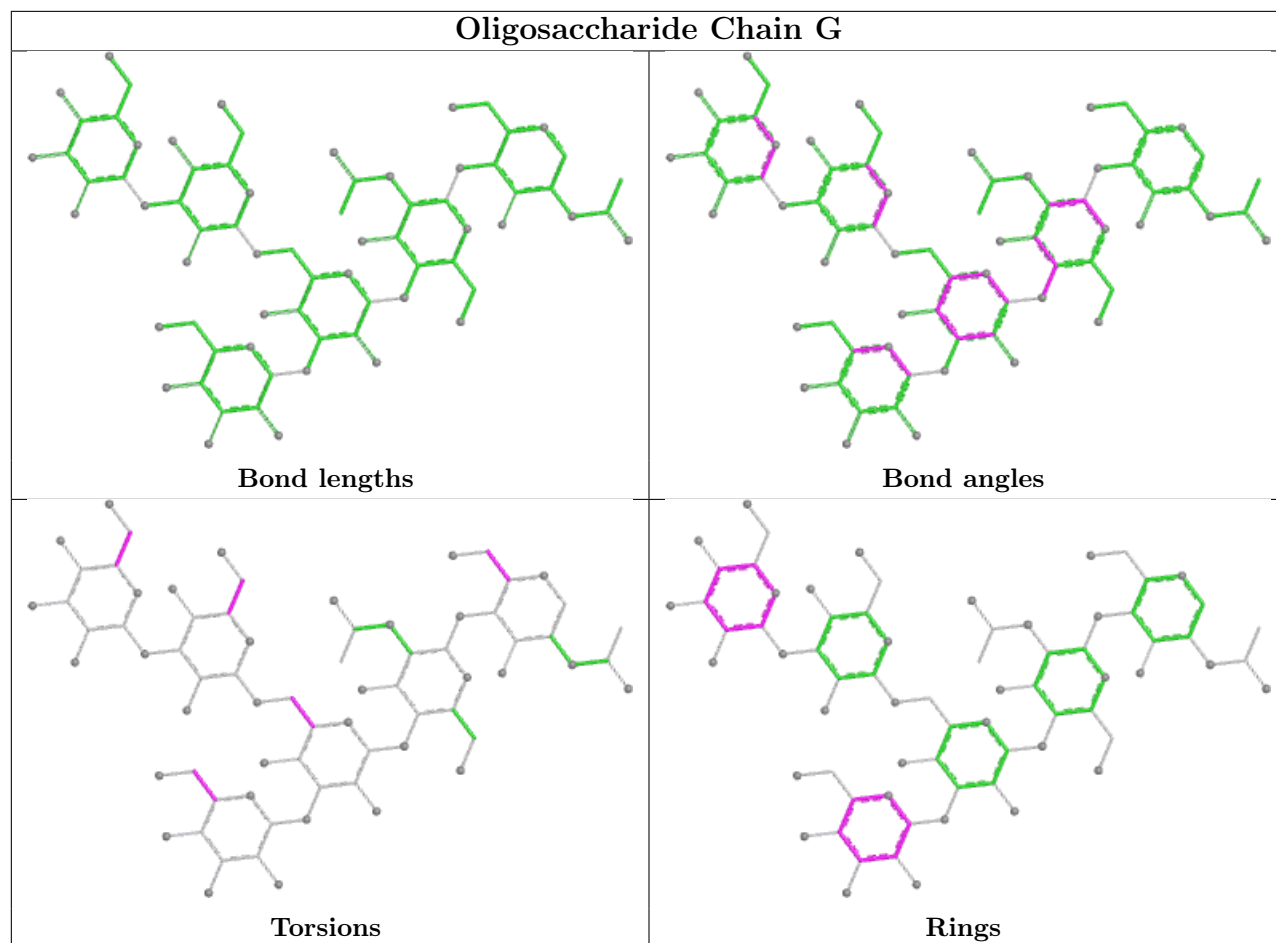 Oligosaccharide Chain G
Bond lengths
Bond angles
Torsions
Rings